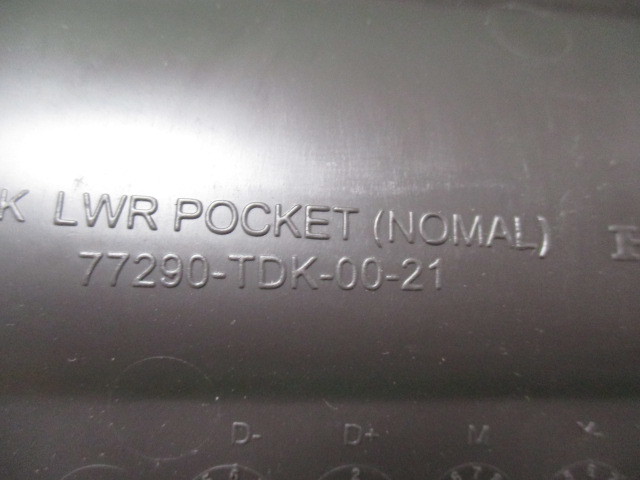 K LWR POCKET (NOMAL)
77290-TDK-00-21
D- D+ M Y-